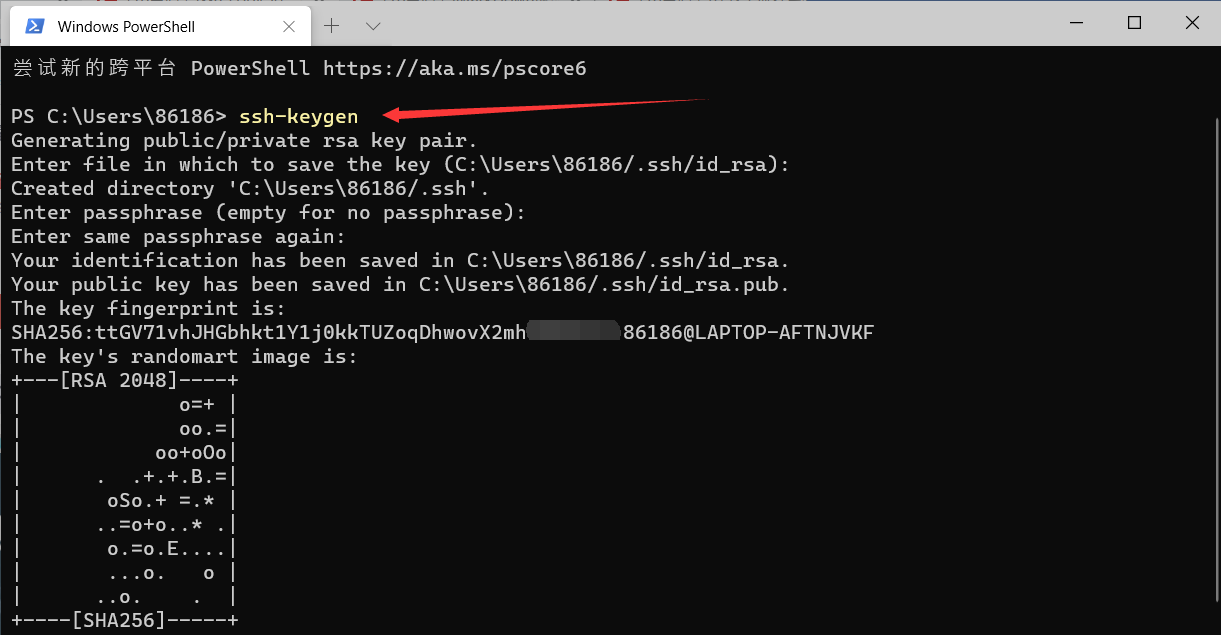 Windows PowerShell
尝试新的跨平台 PowerShell https://aka.ms/pscore6
PS C:\Users\86186> ssh-keygen
Generating public/private rsa key pair.
Enter file in which to save the key (C:\Users\86186/.ssh/id_rsa):
Created directory 'C:\Users\86186/.ssh'.
Enter passphrase (empty for no passphrase):
Enter same passphrase again:
Your identification has been saved in C:\Users\86186/.ssh/id_rsa.
Your public key has been saved in C:\Users\86186/.ssh/id_rsa.pub.
The key fingerprint is:
SHA256:ttGV71vhJHGbhkt1Y1j0kkTUZoqDhwovX2mh 86186@LAPTOP-AFTNJVKF
The key's randomart image is:
+---[RSA 2048]----+
|             o=+ |
|             oo.=|
|           oo+oOo|
|      .  .+.+.B.=|
|       oSo.+ =.* |
|      ..=o+o..* .|
|       o.=o.E....|
|       ...o.   o |
|      ..o.    .  |
+----[SHA256]-----+